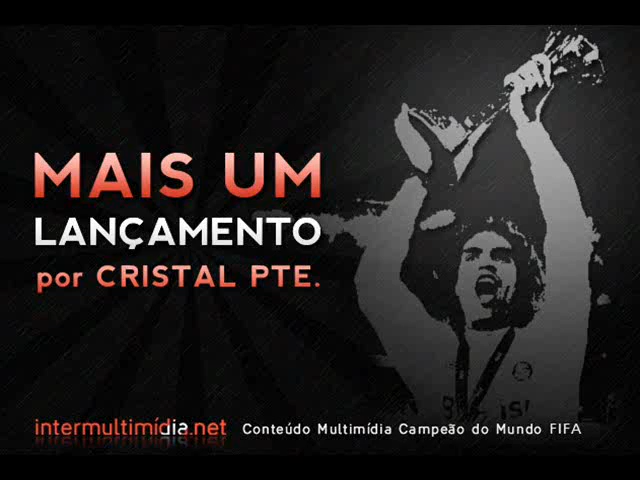 MAIS UM
LANÇAMENTO
por CRISTAL PTE.
intermultimídia.net Conteúdo Multimídia Campeão do Mundo FIFA